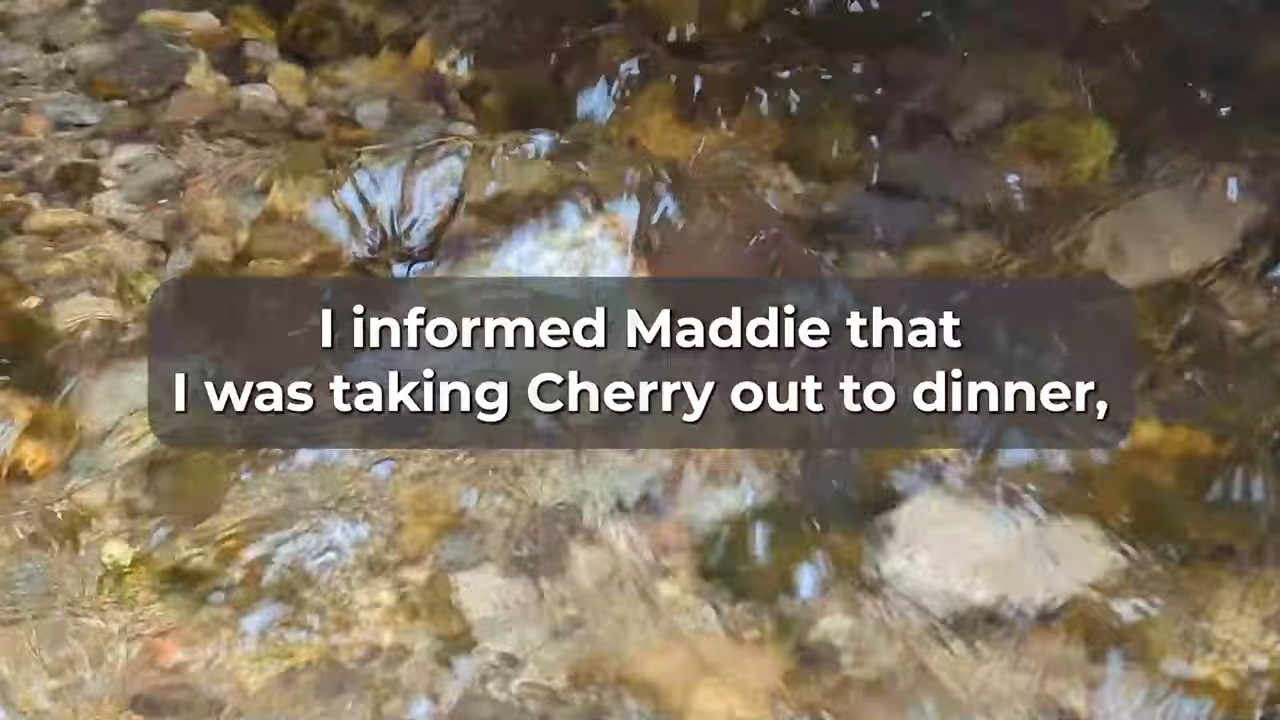 I informed Maddie that
I was taking Cherry out to dinner,